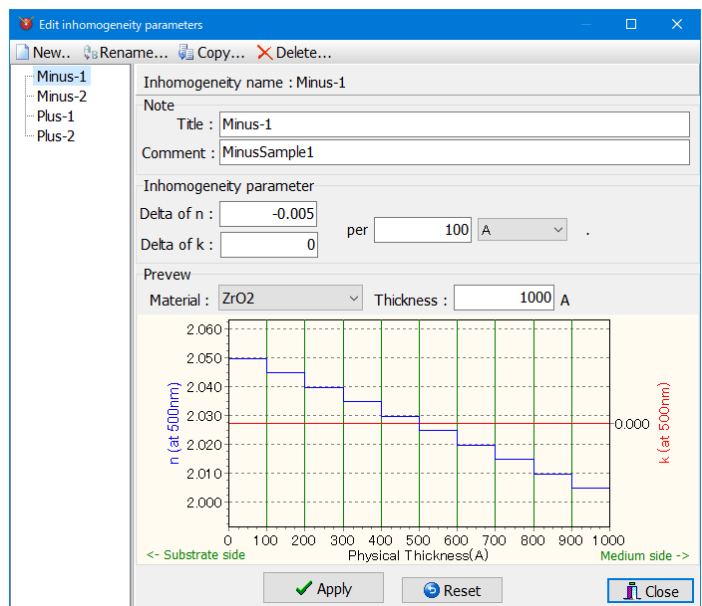 Edit inhomogeneity parameters
New.. Rename... Copy... Delete...
Minus-1
Minus-2
Plus-1
Plus-2
Inhomogeneity name : Minus-1
Note
Title : Minus-1
Comment : MinusSample1
Inhomogeneity parameter
Delta of n : -0.005
per 100 A .
Delta of k : 0
Prevew
Material : ZrO2 Thickness : 1000 A
2.060
2.050
2.040
2.030
2.020
2.010
2.000
n (at 500nm)
0.000
k (at 500nm)
0 100 200 300 400 500 600 700 800 900 1000
<- Substrate side Physical Thickness(A) Medium side ->
Apply Reset Close